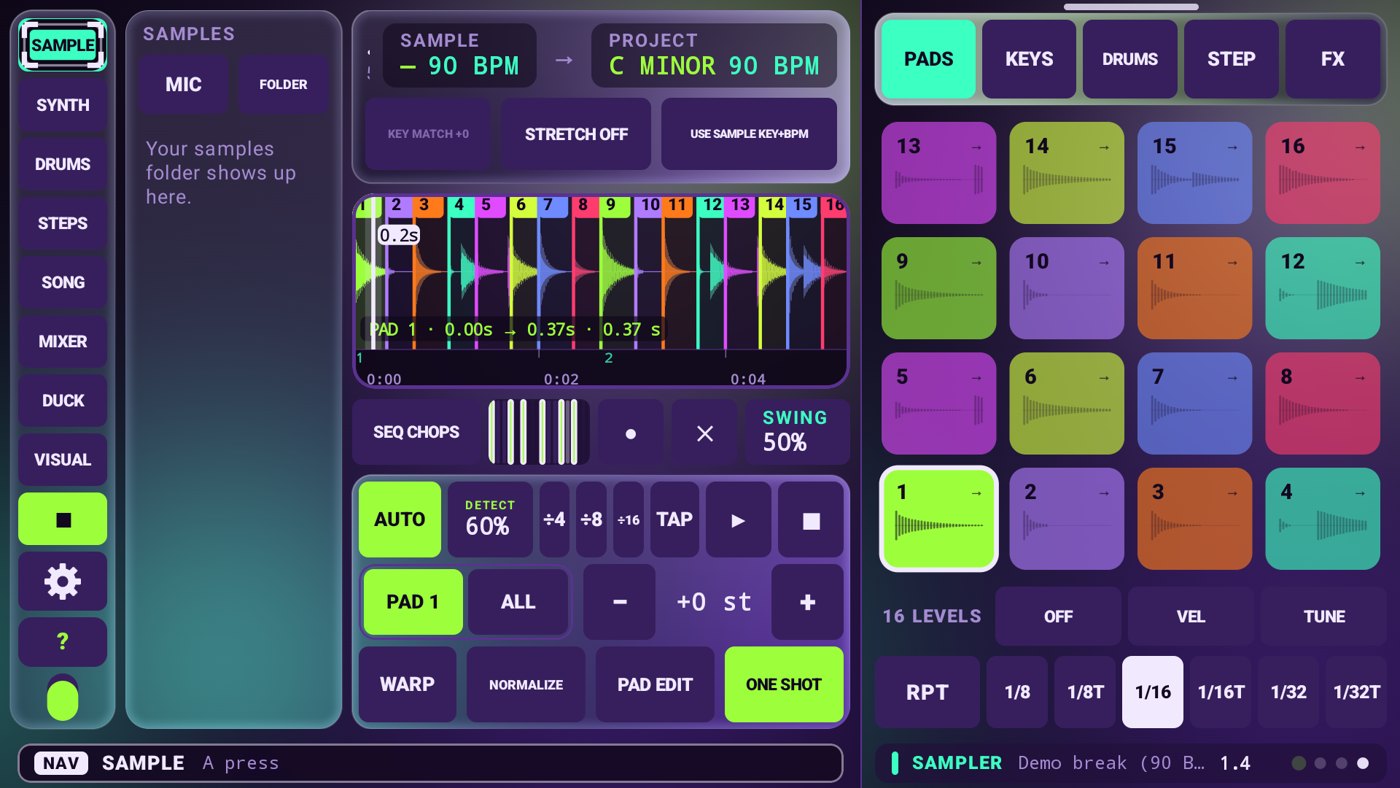 SAMPLE
SYNTH
DRUMS
STEPS
SONG
MIXER
DUCK
VISUAL
?
SAMPLES
MIC
FOLDER
Your samples
folder shows up
here.
SAMPLE
— 90 BPM
→
PROJECT
C MINOR 90 BPM
KEY MATCH +0
STRETCH OFF
USE SAMPLE KEY+BPM
1 2 3 4 5 6 7 8 9 10 11 12 13 14 15 16
0.2s
PAD 1 · 0.00s → 0.37s · 0.37 s
1 2
0:00 0:02 0:04
SEQ CHOPS
SWING
50%
AUTO
DETECT
60%
÷4
÷8
÷16
TAP
PAD 1
ALL
−
+0 st
+
WARP
NORMALIZE
PAD EDIT
ONE SHOT
NAV SAMPLE A press
PADS
KEYS
DRUMS
STEP
FX
13 → 14 → 15 → 16 →
9 → 10 → 11 → 12 →
5 → 6 → 7 → 8 →
1 → 2 → 3 → 4 →
16 LEVELS
OFF
VEL
TUNE
RPT
1/8
1/8T
1/16
1/16T
1/32
1/32T
SAMPLER Demo break (90 B… 1.4